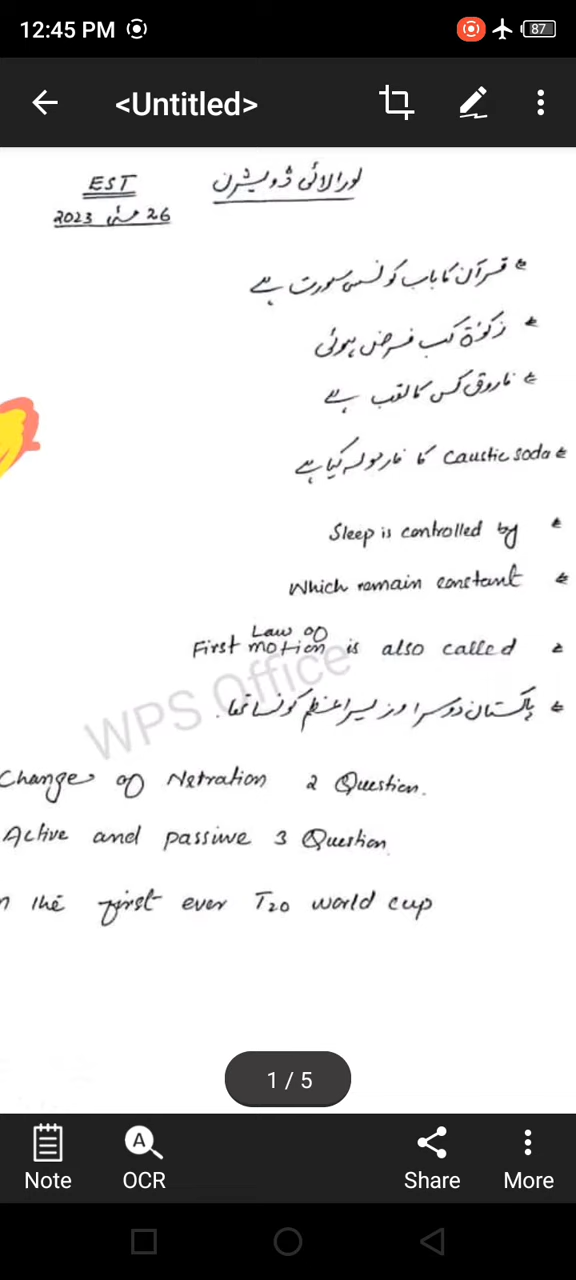 12:45 PM
87
<Untitled>
لورالائی ڈویژن
EST
26 مئی 2023
قرآن کا باب کونسی سورت ہے
زکوٰۃ کب فرض ہوئی
فاروق کس کا لقب ہے
Caustic soda کا فارمولہ کیا ہے
Sleep is controlled by
Which remain constant
First Law of motion is also called
پاکستان دوسرا وزیراعظم کونسا تھا.
WPS Office
Change of Netration 2 Question.
Active and passive 3 Question
n the first ever T20 world cup
1 / 5
Note
A
OCR
Share
More